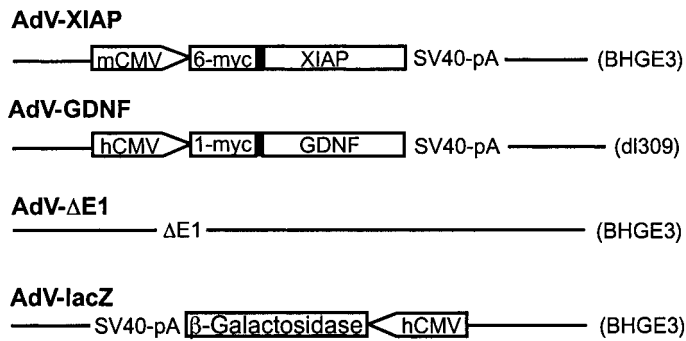 AdV-XIAP
mCMV 6-myc XIAP SV40-pA (BHGE3)
AdV-GDNF
hCMV 1-myc GDNF SV40-pA (dl309)
AdV-ΔE1
ΔE1 (BHGE3)
AdV-lacZ
SV40-pA β-Galactosidase hCMV (BHGE3)